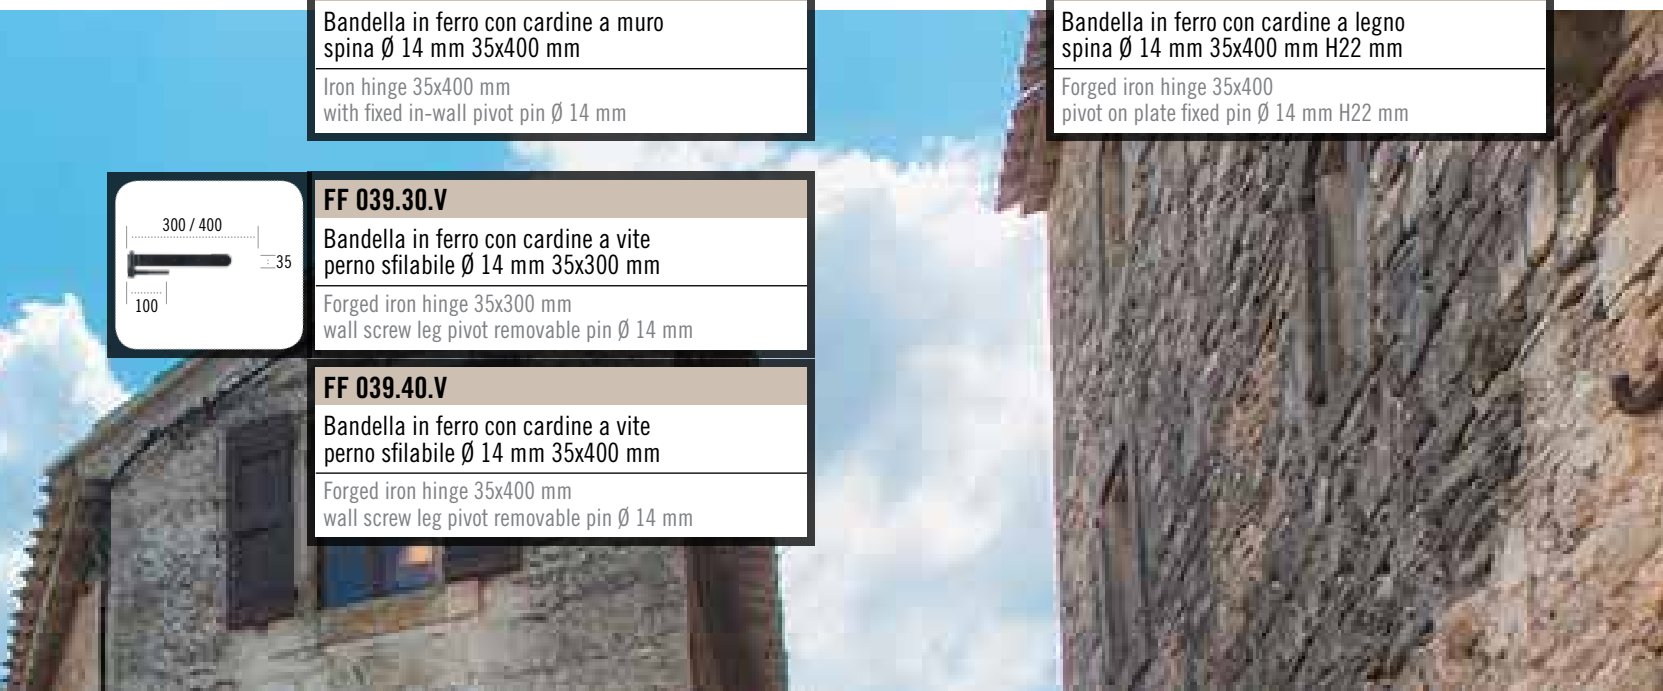 Bandella in ferro con cardine a muro
spina Ø 14 mm 35x400 mm
Iron hinge 35x400 mm
with fixed in-wall pivot pin Ø 14 mm
Bandella in ferro con cardine a legno
spina Ø 14 mm 35x400 mm H22 mm
Forged iron hinge 35x400
pivot on plate fixed pin Ø 14 mm H22 mm
300 / 400
35
100
FF 039.30.V
Bandella in ferro con cardine a vite
perno sfilabile Ø 14 mm 35x300 mm
Forged iron hinge 35x300 mm
wall screw leg pivot removable pin Ø 14 mm
FF 039.40.V
Bandella in ferro con cardine a vite
perno sfilabile Ø 14 mm 35x400 mm
Forged iron hinge 35x400 mm
wall screw leg pivot removable pin Ø 14 mm